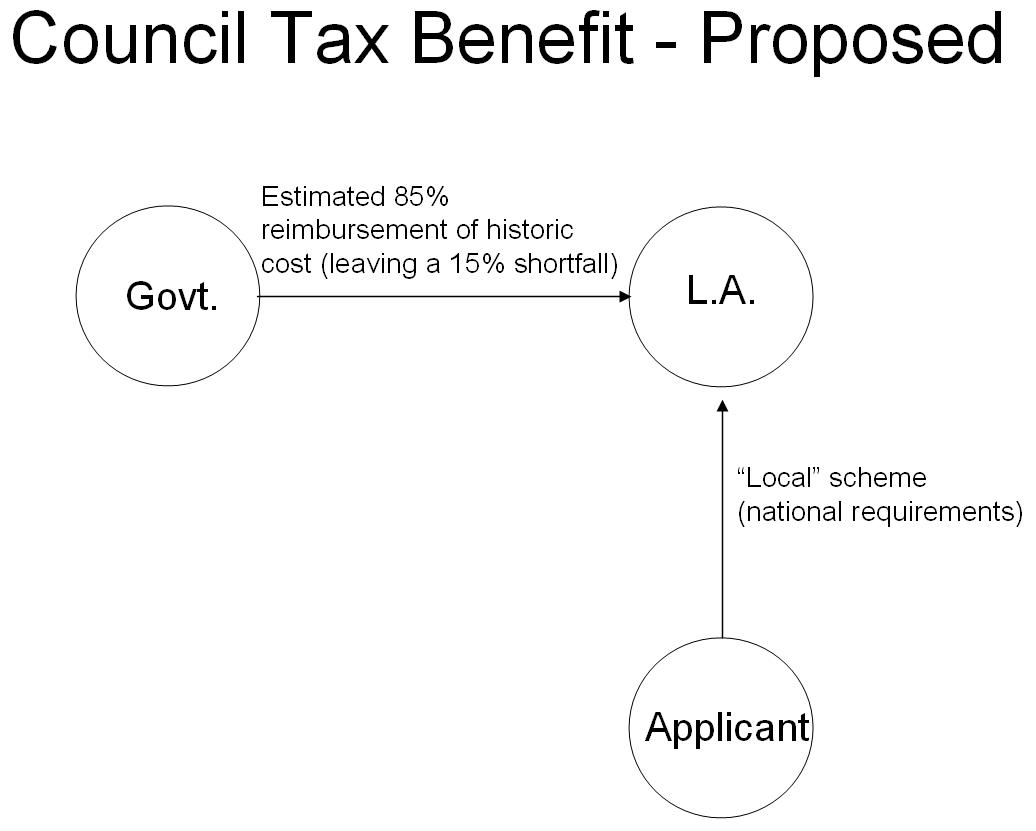 Council Tax Benefit - Proposed
Estimated 85%
reimbursement of historic
cost (leaving a 15% shortfall)
Govt.
L.A.
“Local” scheme
(national requirements)
Applicant